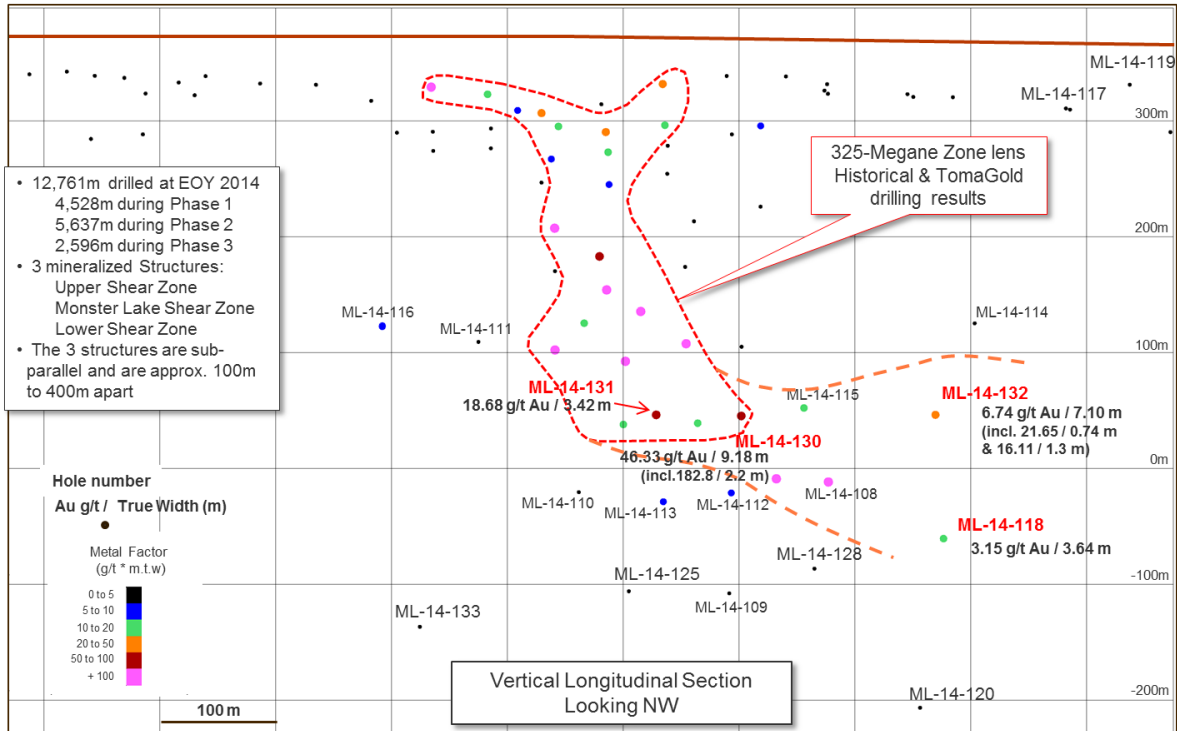 ML-14-119
ML-14-117
300m
325-Megane Zone lens
Historical & TomaGold
drilling results
• 12,761m drilled at EOY 2014
4,528m during Phase 1
5,637m during Phase 2
2,596m during Phase 3
• 3 mineralized Structures:
Upper Shear Zone
Monster Lake Shear Zone
Lower Shear Zone
• The 3 structures are sub-
parallel and are approx. 100m
to 400m apart
200m
ML-14-116
ML-14-111
ML-14-114
100m
ML-14-131
18.68 g/t Au / 3.42 m
ML-14-115
ML-14-132
6.74 g/t Au / 7.10 m
(incl. 21.65 / 0.74 m
& 16.11 / 1.3 m)
ML-14-130
46.33 g/t Au / 9.18 m
(incl.182.8 / 2.2 m)
0m
ML-14-110
ML-14-113
ML-14-112
ML-14-108
ML-14-118
3.15 g/t Au / 3.64 m
ML-14-128
ML-14-125
-100m
ML-14-109
ML-14-133
ML-14-120
-200m
Hole number
Au g/t / True Width (m)
Metal Factor
(g/t * m.t.w)
0 to 5
5 to 10
10 to 20
20 to 50
50 to 100
+ 100
100 m
Vertical Longitudinal Section
Looking NW